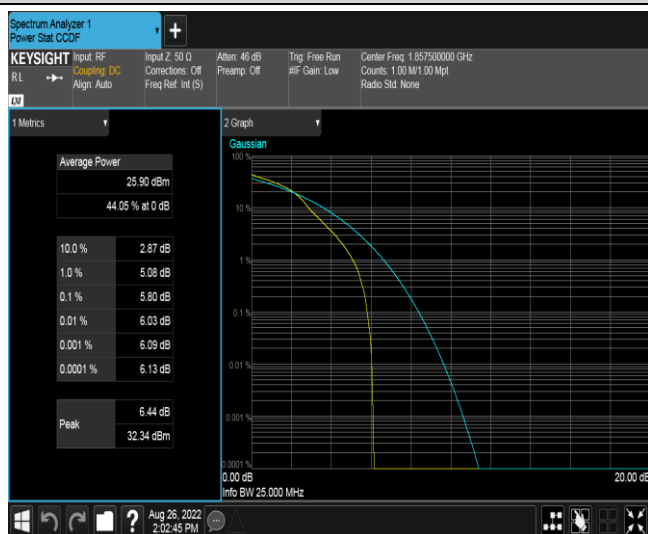 Spectrum Analyzer 1
Power Stat CCDF
+
KEYSIGHT
RL
LXI
Input: RF
Coupling: DC
Align: Auto
Input Z: 50 Ω
Corrections: Off
Freq Ref: Int (S)
Atten: 46 dB
Preamp: Off
Trig: Free Run
#IF Gain: Low
Center Freq: 1.857500000 GHz
Counts: 1.00 M/1.00 Mpt
Radio Std: None
1 Metrics
Average Power
25.90 dBm
44.05 % at 0 dB
10.0 % 2.87 dB
1.0 % 5.08 dB
0.1 % 5.80 dB
0.01 % 6.03 dB
0.001 % 6.09 dB
0.0001 % 6.13 dB
Peak 6.44 dB
32.34 dBm
2 Graph
Gaussian
100 %
10 %
1 %
0.1 %
0.01 %
0.001 %
0.0001 %
0.00 dB 20.00 dB
Info BW 25.000 MHz
? Aug 26, 2022
2:02:45 PM